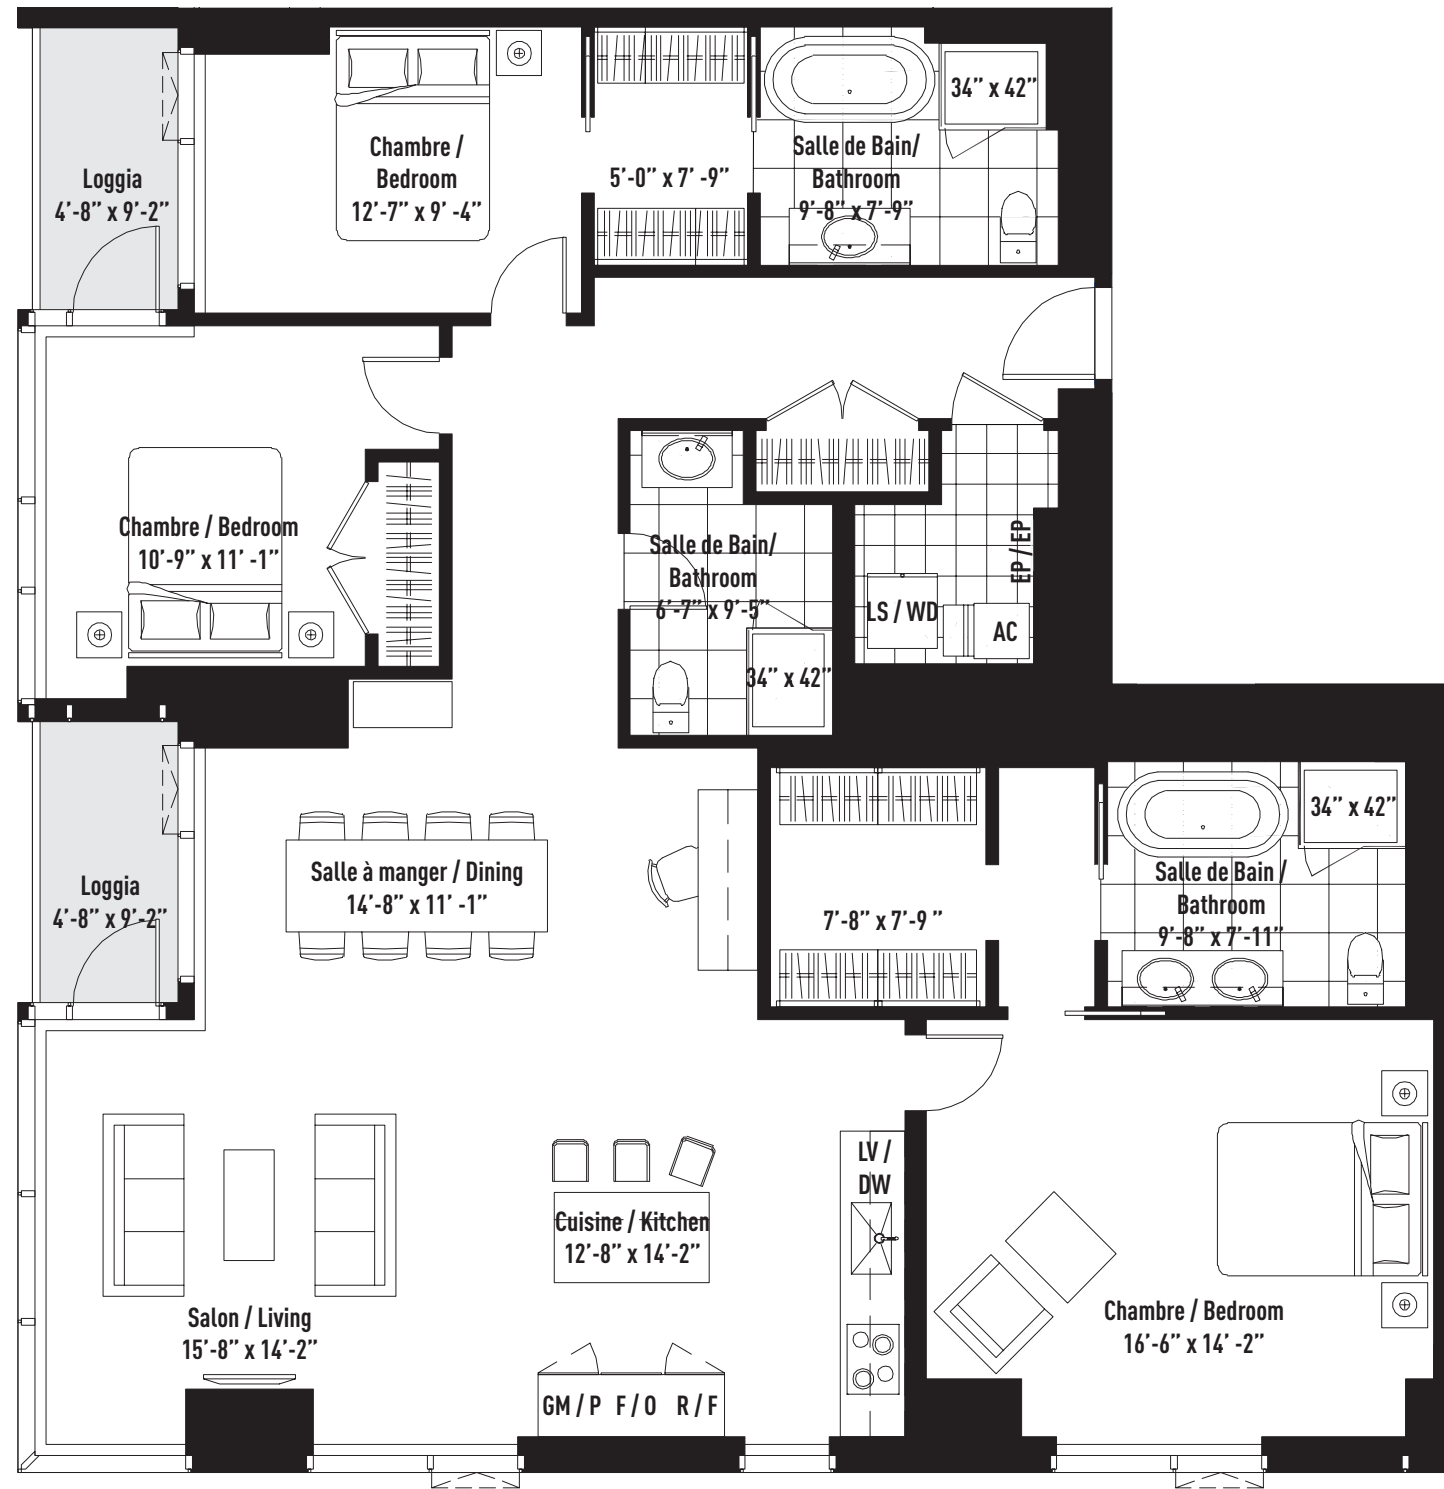 34” x 42”
Chambre /
Bedroom
12’-7” x 9’ -4”
Loggia
4’-8” x 9’-2”
5’-0” x 7’ -9”
Salle de Bain/
Bathroom
9’-8” x 7’-9”
Chambre / Bedroom
10’-9” x 11’ -1”
Salle de Bain/
Bathroom
6’-7” x 9’-5”
34” x 42”
EP / EP
LS / WD
AC
Loggia
4’-8” x 9’-2”
Salle à manger / Dining
14’-8” x 11’ -1”
7’-8” x 7’-9 ”
34” x 42”
Salle de Bain /
Bathroom
9’-8” x 7’-11”
LV /
DW
Cuisine / Kitchen
12’-8” x 14’-2”
Salon / Living
15’-8” x 14’-2”
Chambre / Bedroom
16’-6” x 14’ -2”
GM / P F / O R / F